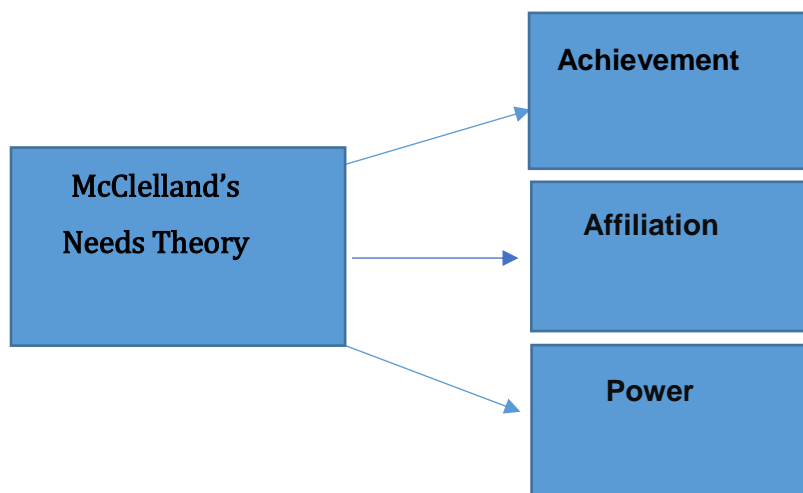 McClelland’s
Needs Theory
Achievement
Affiliation
Power